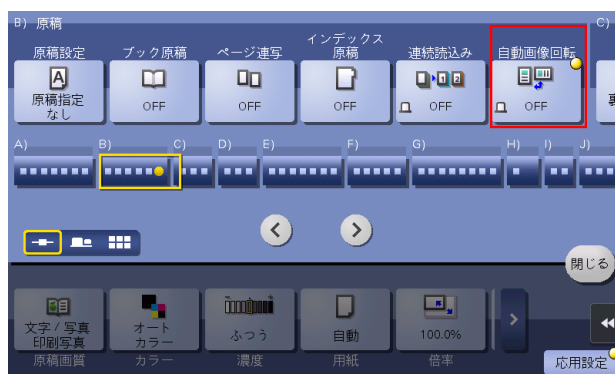 B) 原稿
C)
原稿設定
ブック原稿
ページ連写
インデックス
原稿
連続読込み
自動画像回転
原稿指定
なし
OFF
OFF
OFF
OFF
OFF
A)
B)
C)
D)
E)
F)
G)
H)
I)
J)
閉じる
文字/写真
印刷写真
オート
カラー
ふつう
自動
100.0%
原稿画質
カラー
濃度
用紙
倍率
応用設定